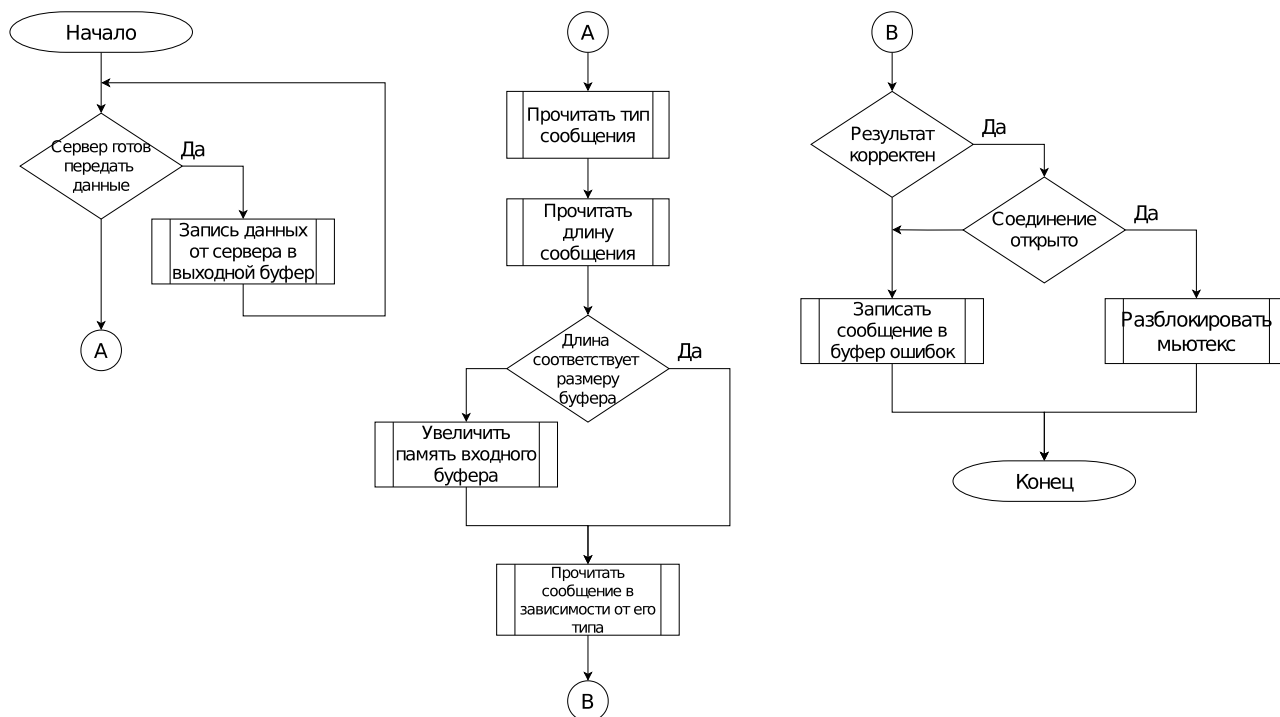 Начало
Сервер готов
передать
данные
Да
Запись данных
от сервера в
выходной буфер
A
A
Прочитать тип
сообщения
Прочитать
длину
сообщения
Длина
соответствует
размеру
буфера
Да
Увеличить
память входного
буфера
Прочитать
сообщение в
зависимости от его
типа
B
B
Результат
корректен
Да
Соединение
открыто
Да
Записать
сообщение в
буфер ошибок
Разблокировать
мьютекс
Конец